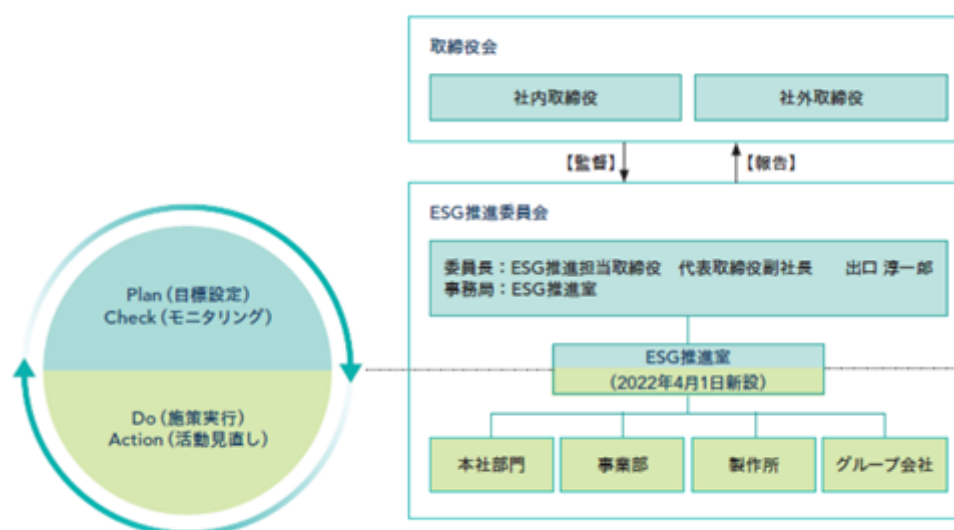 取締役会
社内取締役
社外取締役
【監督】
【報告】
ESG推進委員会
委員長：ESG推進担当取締役 代表取締役副社長 出口 淳一郎
事務局：ESG推進室
Plan（目標設定）
Check（モニタリング）
Do（施策実行）
Action（活動見直し）
ESG推進室
（2022年4月1日新設）
本社部門
事業部
製作所
グループ会社